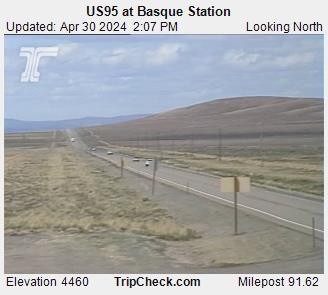 US95 at Basque Station
Updated: Apr 30 2024 2:07 PM Looking North
Elevation 4460 TripCheck.com Milepost 91.62